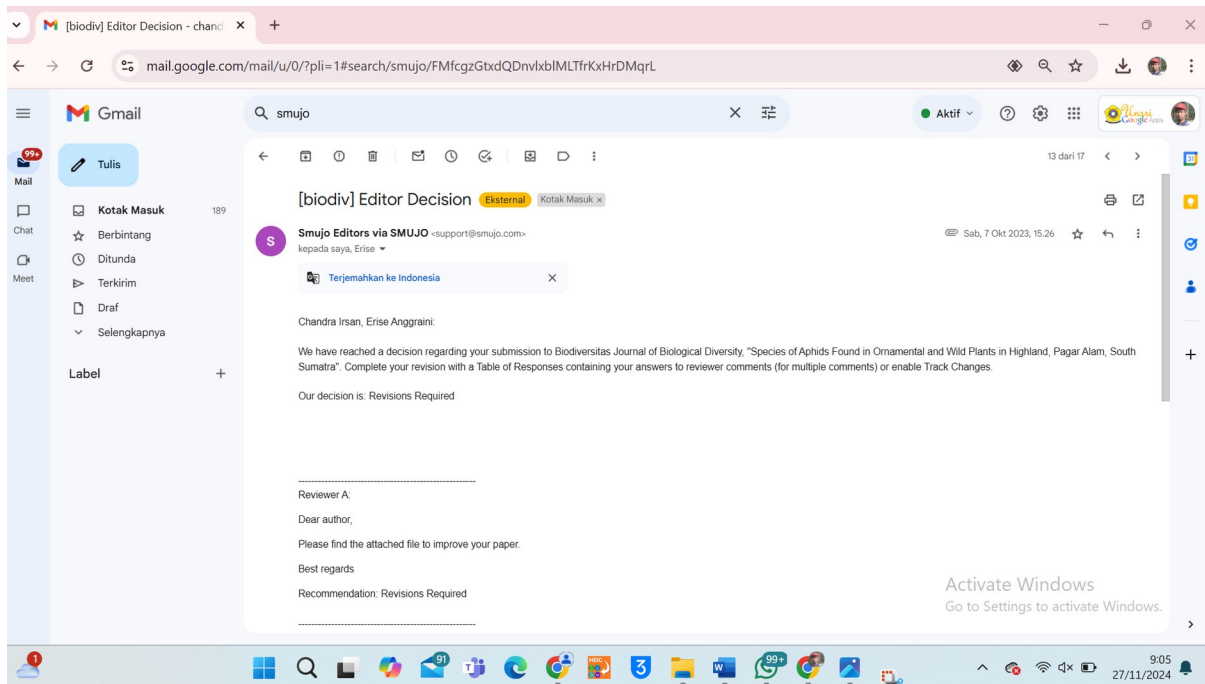 [biodiv] Editor Decision - chand
mail.google.com/mail/u/0/?pli=1#search/smujo/FMfcgzGtxdQDnvlxblMLTfrKxHrDMqrL
Gmail
smujo
Aktif
99+
Mail
Chat
Meet
Tulis
Kotak Masuk 189
Berbintang
Ditunda
Terkirim
Draf
Selengkapnya
Label
13 dari 17
[biodiv] Editor Decision Eksternal Kotak Masuk ×
S
Smujo Editors via SMUJO <support@smujo.com>
kepada saya, Erise
Sab, 7 Okt 2023, 15.26
Terjemahkan ke Indonesia
Chandra Irsan, Erise Anggraini:
We have reached a decision regarding your submission to Biodiversitas Journal of Biological Diversity, "Species of Aphids Found in Ornamental and Wild Plants in Highland, Pagar Alam, South
Sumatra". Complete your revision with a Table of Responses containing your answers to reviewer comments (for multiple comments) or enable Track Changes.
Our decision is: Revisions Required
------------------------------------------------------
Reviewer A:
Dear author,
Please find the attached file to improve your paper.
Best regards
Recommendation: Revisions Required
------------------------------------------------------
Activate Windows
Go to Settings to activate Windows.
31
1
91
3
99+
9:05
27/11/2024